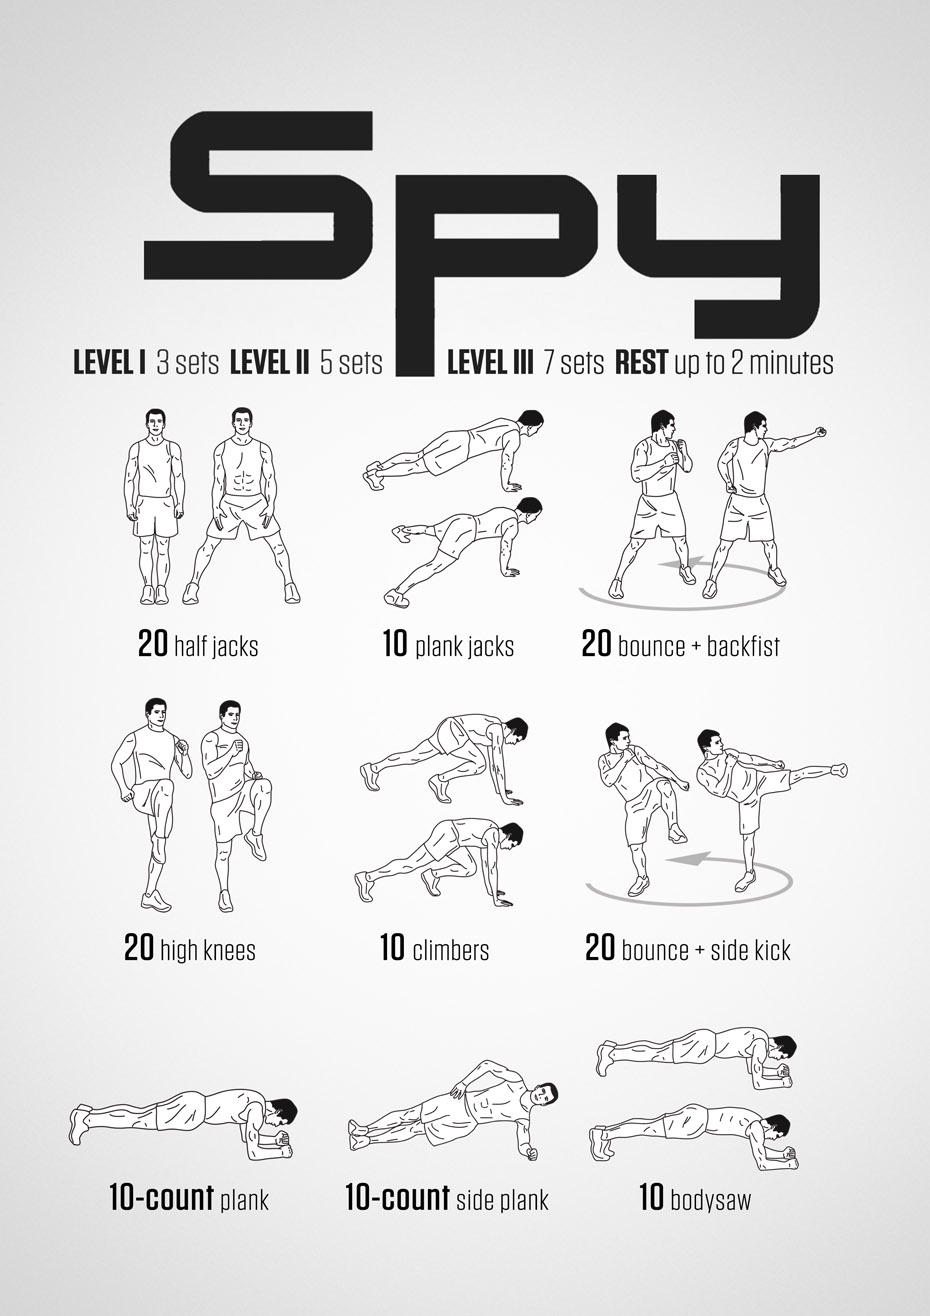 Spy
LEVEL I 3 sets LEVEL II 5 sets LEVEL III 7 sets REST up to 2 minutes
20 half jacks
10 plank jacks
20 bounce + backfist
20 high knees
10 climbers
20 bounce + side kick
10-count plank
10-count side plank
10 bodysaw